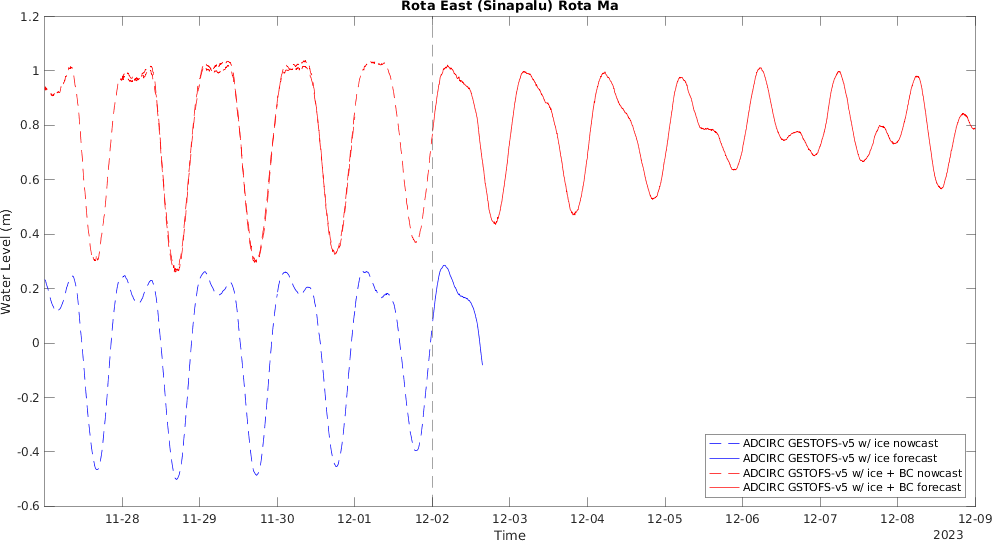 Rota East (Sinapalu) Rota Ma
1.2
1
0.8
0.6
0.4
0.2
0
-0.2
-0.4
-0.6
Water Level (m)
ADCIRC GESTOFS-v5 w/ ice nowcast
ADCIRC GESTOFS-v5 w/ ice forecast
ADCIRC GSTOFS-v5 w/ ice + BC nowcast
ADCIRC GSTOFS-v5 w/ ice + BC forecast
11-28 11-29 11-30 12-01 12-02 12-03 12-04 12-05 12-06 12-07 12-08 12-09
Time
2023